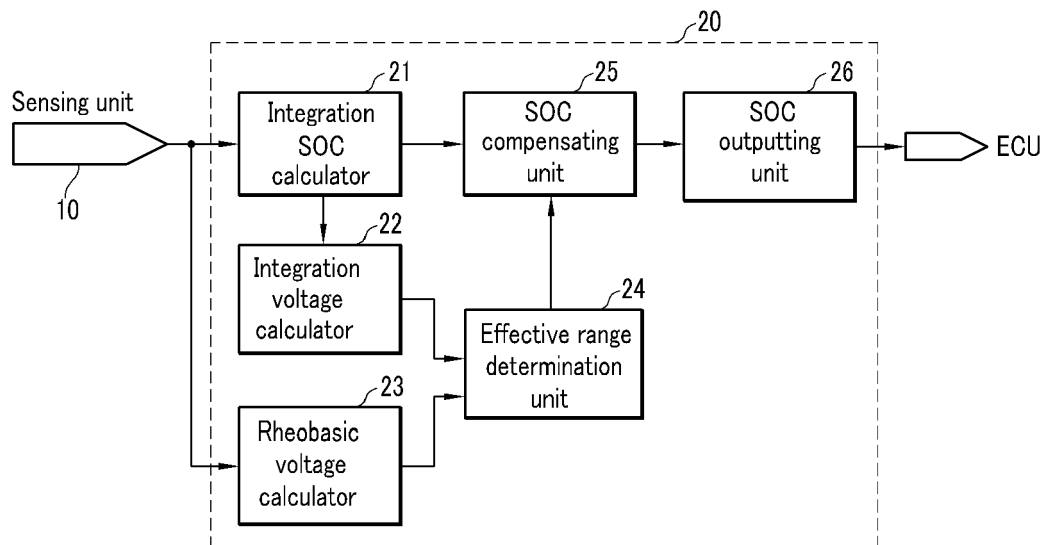 20
Sensing unit
10
21
Integration
SOC
calculator
25
SOC
compensating
unit
26
SOC
outputting
unit
ECU
22
Integration
voltage
calculator
24
Effective range
determination
unit
23
Rheobasic
voltage
calculator